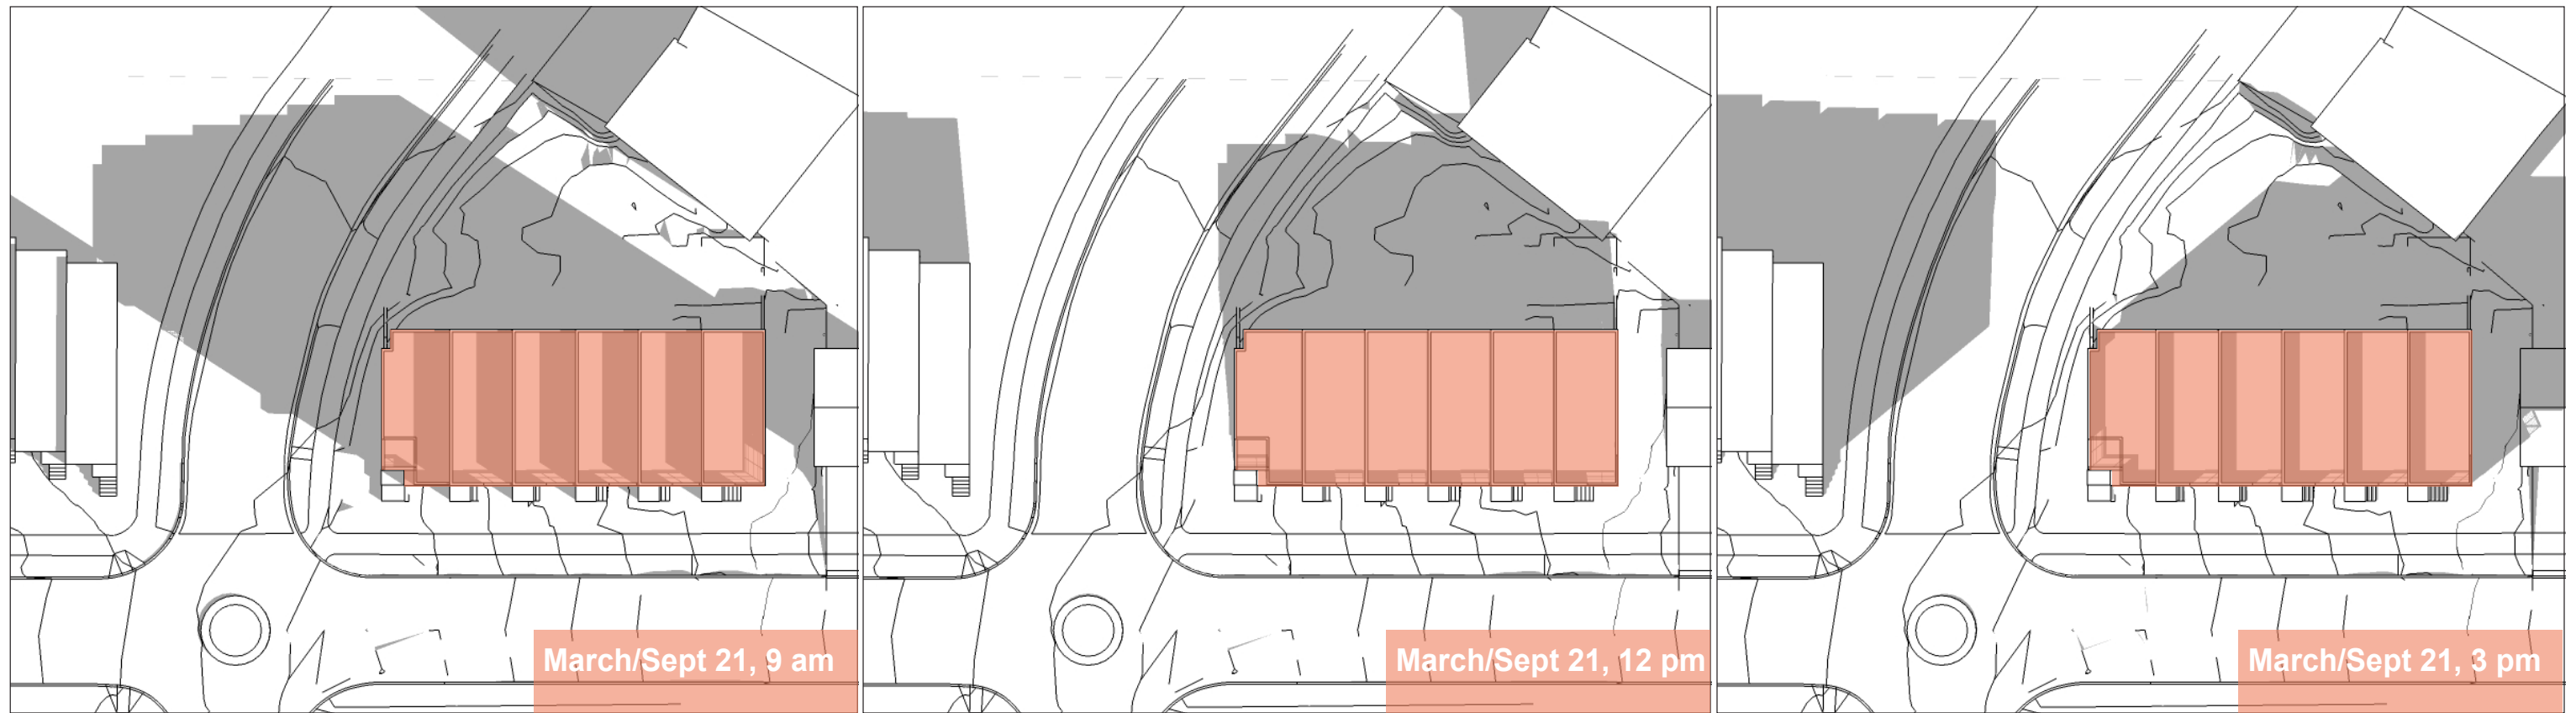 March/Sept 21, 9 am
March/Sept 21, 12 pm
March/Sept 21, 3 pm